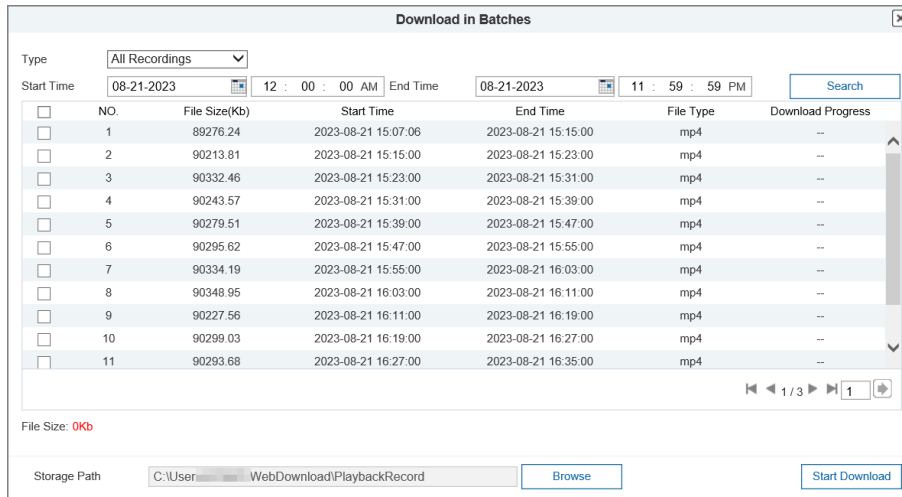 Download in Batches
Type All Recordings
Start Time 08-21-2023 12 : 00 : 00 AM End Time 08-21-2023 11 : 59 : 59 PM Search
NO. File Size(Kb) Start Time End Time File Type Download Progress
1 89276.24 2023-08-21 15:07:06 2023-08-21 15:15:00 mp4 --
2 90213.81 2023-08-21 15:15:00 2023-08-21 15:23:00 mp4 --
3 90332.46 2023-08-21 15:23:00 2023-08-21 15:31:00 mp4 --
4 90243.57 2023-08-21 15:31:00 2023-08-21 15:39:00 mp4 --
5 90279.51 2023-08-21 15:39:00 2023-08-21 15:47:00 mp4 --
6 90295.62 2023-08-21 15:47:00 2023-08-21 15:55:00 mp4 --
7 90334.19 2023-08-21 15:55:00 2023-08-21 16:03:00 mp4 --
8 90348.95 2023-08-21 16:03:00 2023-08-21 16:11:00 mp4 --
9 90227.56 2023-08-21 16:11:00 2023-08-21 16:19:00 mp4 --
10 90299.03 2023-08-21 16:19:00 2023-08-21 16:27:00 mp4 --
11 90293.68 2023-08-21 16:27:00 2023-08-21 16:35:00 mp4 --
1 / 3 1
File Size: 0Kb
Storage Path C:\User WebDownload\PlaybackRecord Browse Start Download